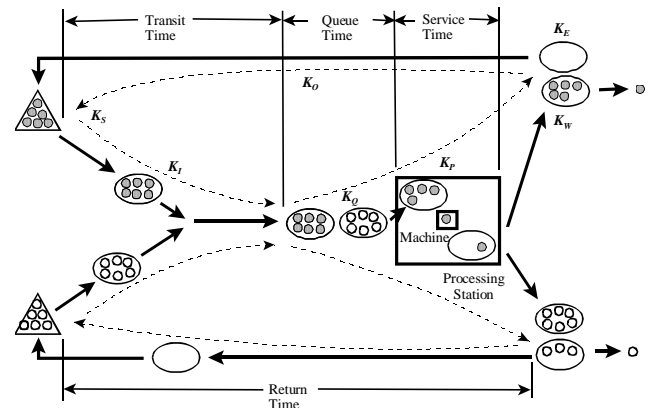 Transit
Time
Queue
Time
Service
Time
K_E
K_O
K_S
K_W
K_I
K_P
K_Q
Machine
Processing
Station
Return
Time